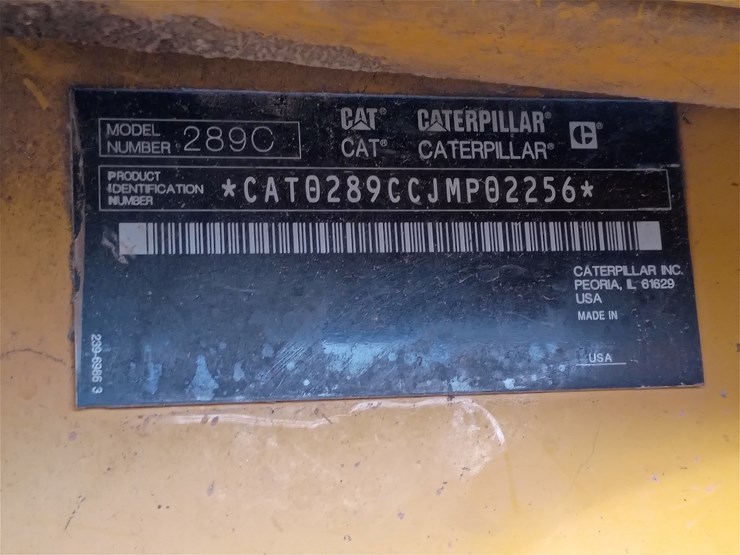 MODEL NUMBER 289C
CAT® CATERPILLAR® C
CAT® CATERPILLAR®
PRODUCT IDENTIFICATION NUMBER *CAT0289CCJMP02256*
CATERPILLAR INC.
PEORIA, IL 61629
USA
MADE IN
USA
239-6986 3